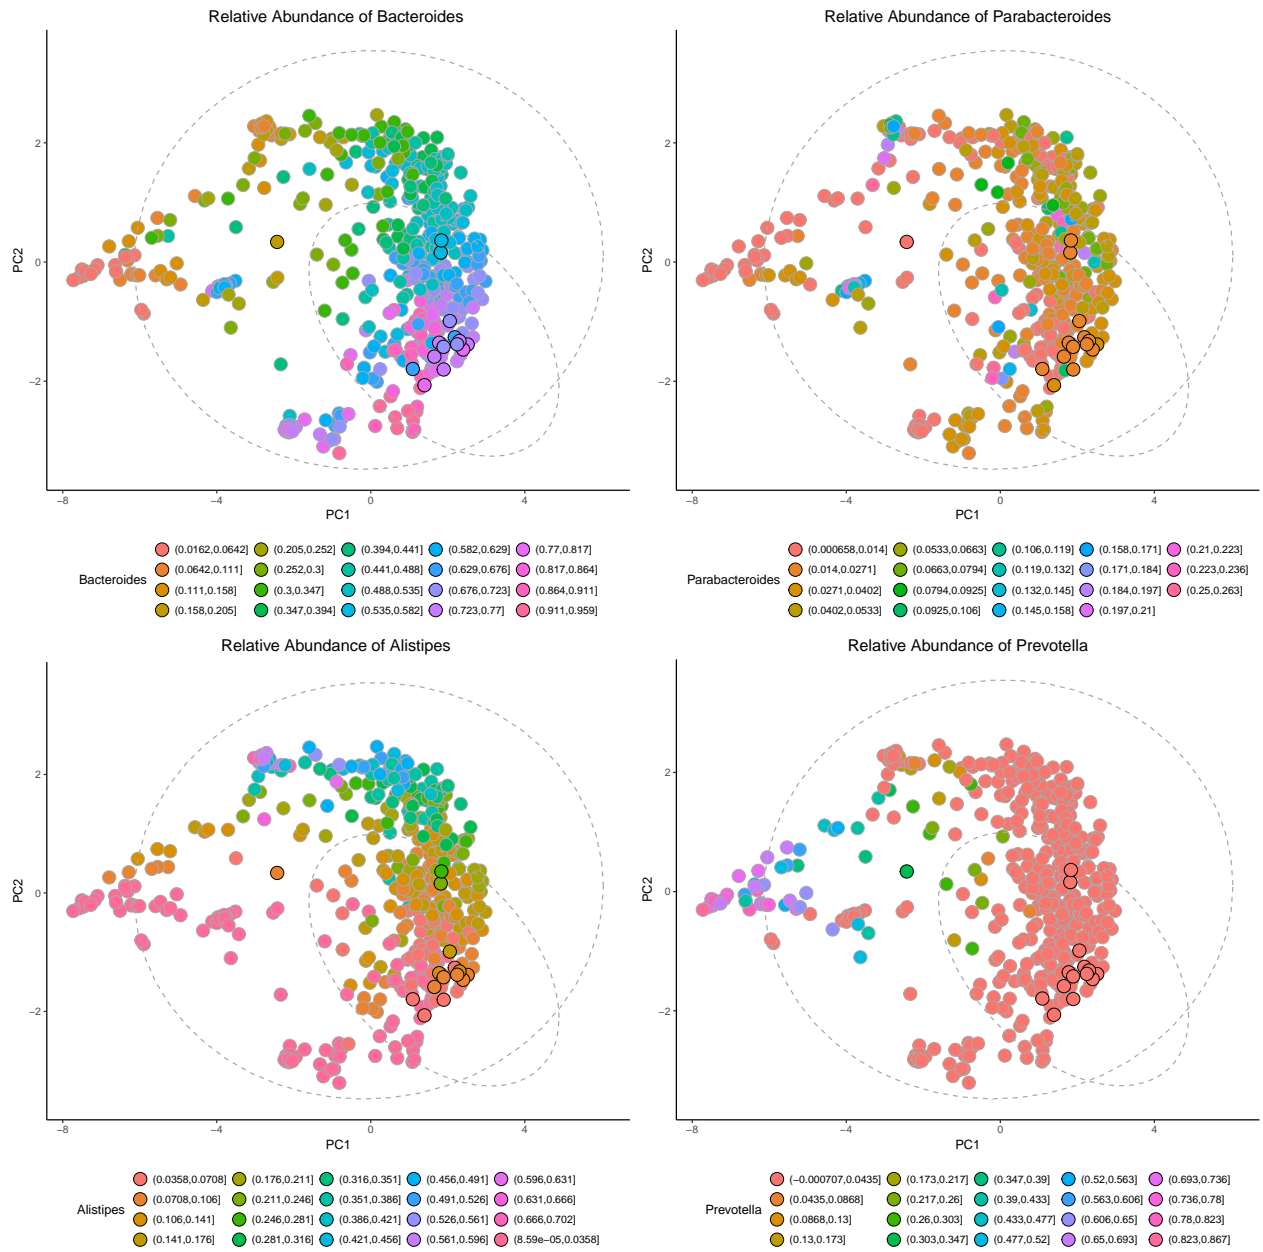 Relative Abundance of Bacteroides
PC2
2
0
−2
−8
−4
0
4
PC1
Bacteroides
(0.0162,0.0642] (0.205,0.252] (0.394,0.441] (0.582,0.629] (0.77,0.817]
(0.0642,0.111] (0.252,0.3] (0.441,0.488] (0.629,0.676] (0.817,0.864]
(0.111,0.158] (0.3,0.347] (0.488,0.535] (0.676,0.723] (0.864,0.911]
(0.158,0.205] (0.347,0.394] (0.535,0.582] (0.723,0.77] (0.911,0.959]
Relative Abundance of Parabacteroides
PC2
2
0
−2
−8
−4
0
4
PC1
Parabacteroides
(0.000658,0.014] (0.0533,0.0663] (0.106,0.119] (0.158,0.171] (0.21,0.223]
(0.014,0.0271] (0.0663,0.0794] (0.119,0.132] (0.171,0.184] (0.223,0.236]
(0.0271,0.0402] (0.0794,0.0925] (0.132,0.145] (0.184,0.197] (0.25,0.263]
(0.0402,0.0533] (0.0925,0.106] (0.145,0.158] (0.197,0.21]
Relative Abundance of Alistipes
PC2
2
0
−2
−8
−4
0
4
PC1
Alistipes
(0.0358,0.0708] (0.176,0.211] (0.316,0.351] (0.456,0.491] (0.596,0.631]
(0.0708,0.106] (0.211,0.246] (0.351,0.386] (0.491,0.526] (0.631,0.666]
(0.106,0.141] (0.246,0.281] (0.386,0.421] (0.526,0.561] (0.666,0.702]
(0.141,0.176] (0.281,0.316] (0.421,0.456] (0.561,0.596] (8.59e−05,0.0358]
Relative Abundance of Prevotella
PC2
2
0
−2
−8
−4
0
4
PC1
Prevotella
(−0.000707,0.0435] (0.173,0.217] (0.347,0.39] (0.52,0.563] (0.693,0.736]
(0.0435,0.0868] (0.217,0.26] (0.39,0.433] (0.563,0.606] (0.736,0.78]
(0.0868,0.13] (0.26,0.303] (0.433,0.477] (0.606,0.65] (0.78,0.823]
(0.13,0.173] (0.303,0.347] (0.477,0.52] (0.65,0.693] (0.823,0.867]